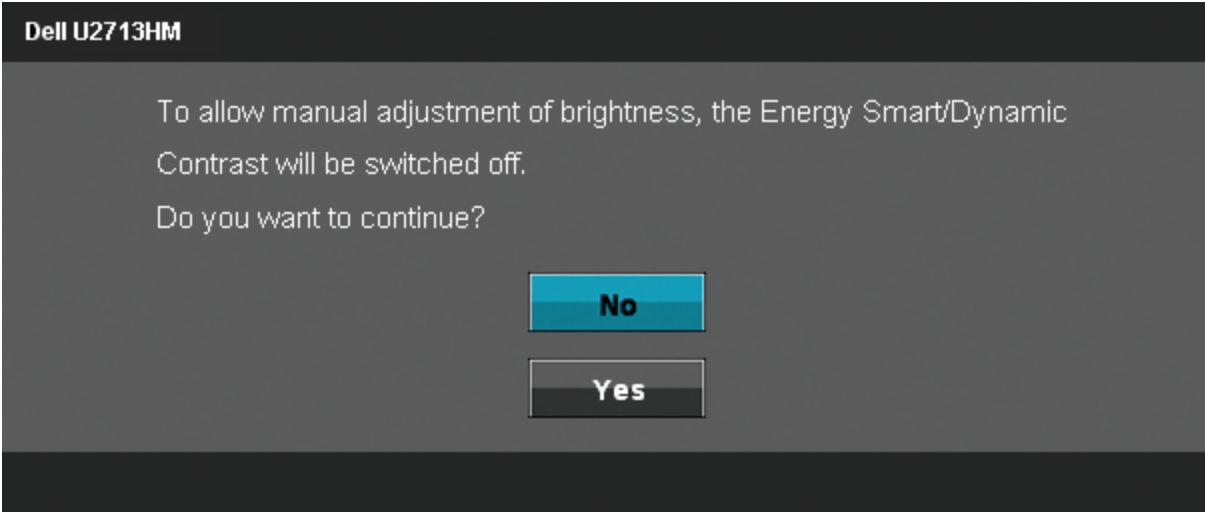 Dell U2713HM
To allow manual adjustment of brightness, the Energy Smart/Dynamic
Contrast will be switched off.
Do you want to continue?
No
Yes